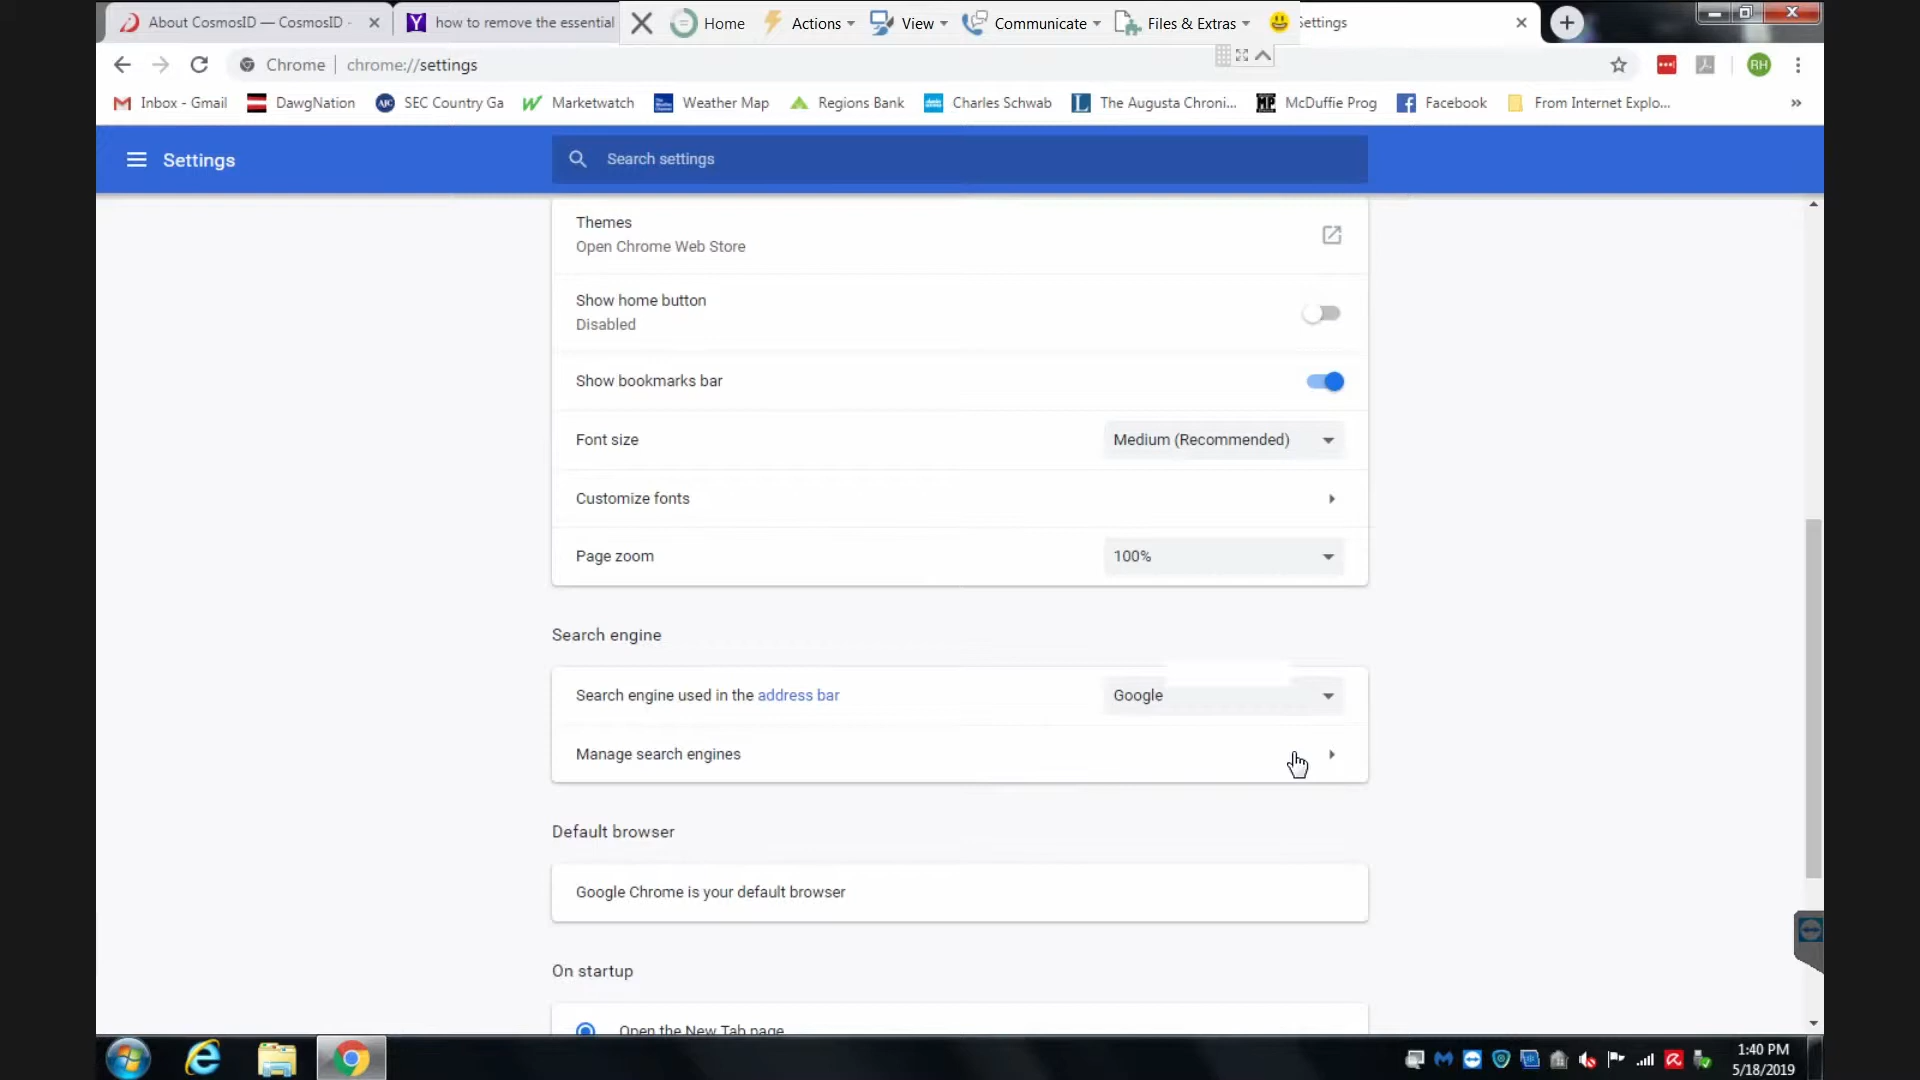 About CosmosID — CosmosID -
how to remove the essential
Home
Actions
View
Communicate
Files & Extras
ettings
Chrome
chrome://settings
RH
Inbox - Gmail
DawgNation
AJC
SEC Country Ga
Marketwatch
Weather Map
Regions Bank
Charles Schwab
The Augusta Chroni...
MP
McDuffie Prog
Facebook
From Internet Explo...
»
Settings
Search settings
Themes
Open Chrome Web Store
Show home button
Disabled
Show bookmarks bar
Font size
Medium (Recommended)
Customize fonts
Page zoom
100%
Search engine
Search engine used in the address bar
Google
Manage search engines
Default browser
Google Chrome is your default browser
On startup
Open the New Tab page
1:40 PM
5/18/2019